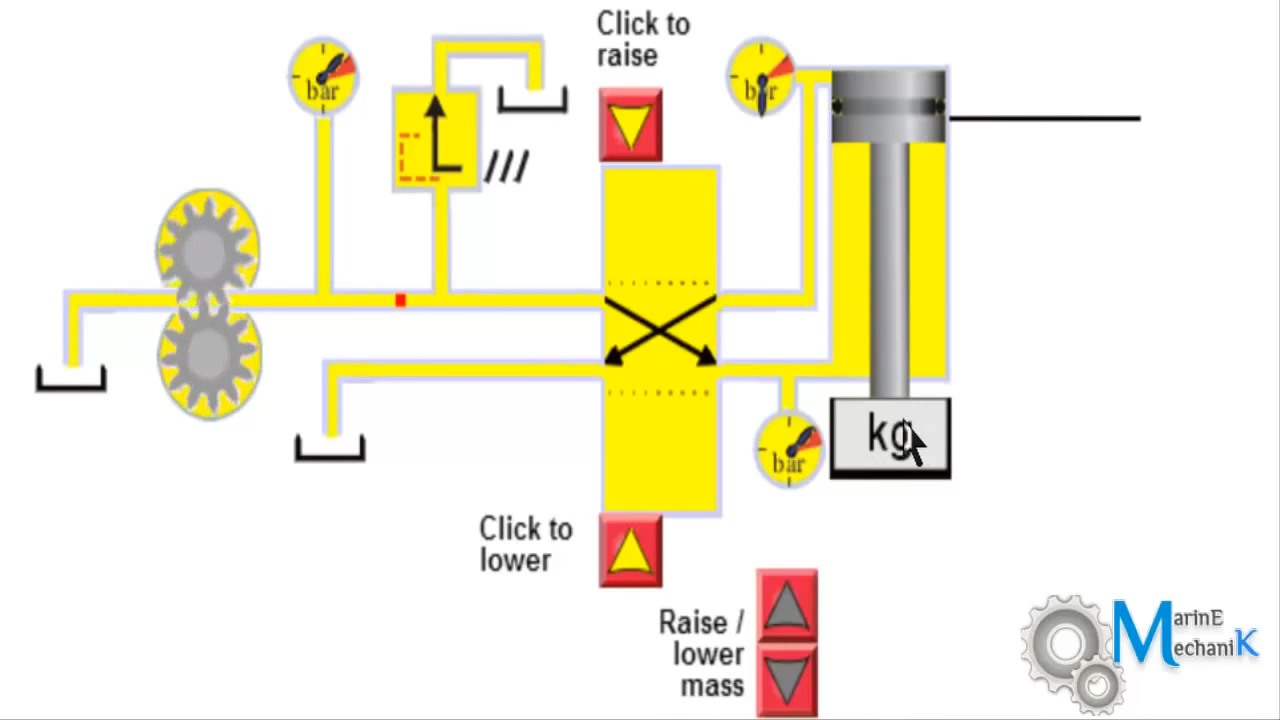 Click to
raise
bar
bar
kg
bar
Click to
lower
Raise /
lower
mass
MarinE
MechaniK